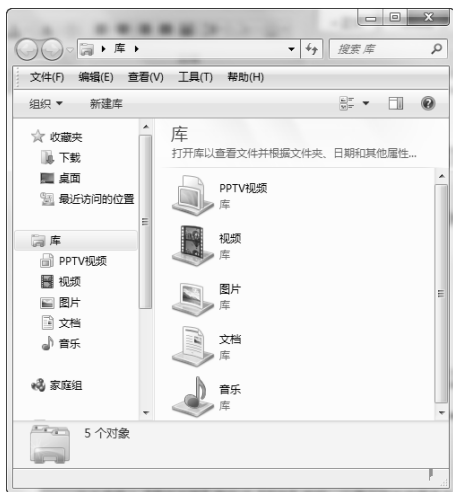 库
搜索 库
文件(F) 编辑(E) 查看(V) 工具(T) 帮助(H)
组织 新建库
收藏夹
下载
桌面
最近访问的位置
库
PPTV视频
视频
图片
文档
音乐
家庭组
库
打开库以查看文件并根据文件夹、日期和其他属性...
PPTV视频
库
视频
库
图片
库
文档
库
音乐
库
5 个对象